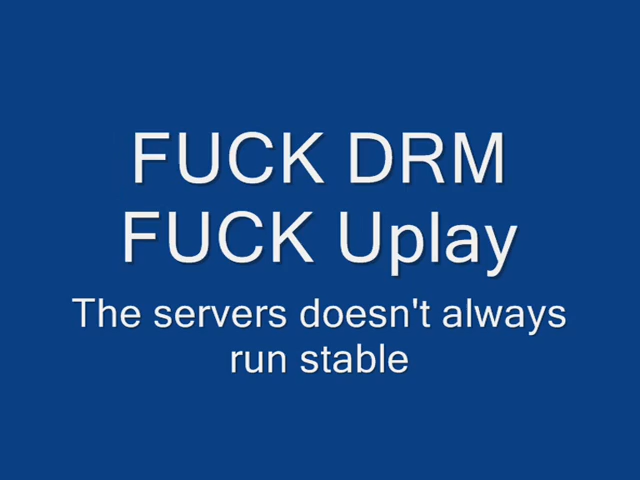 FUCK DRM
FUCK Uplay
The servers doesn't always
run stable